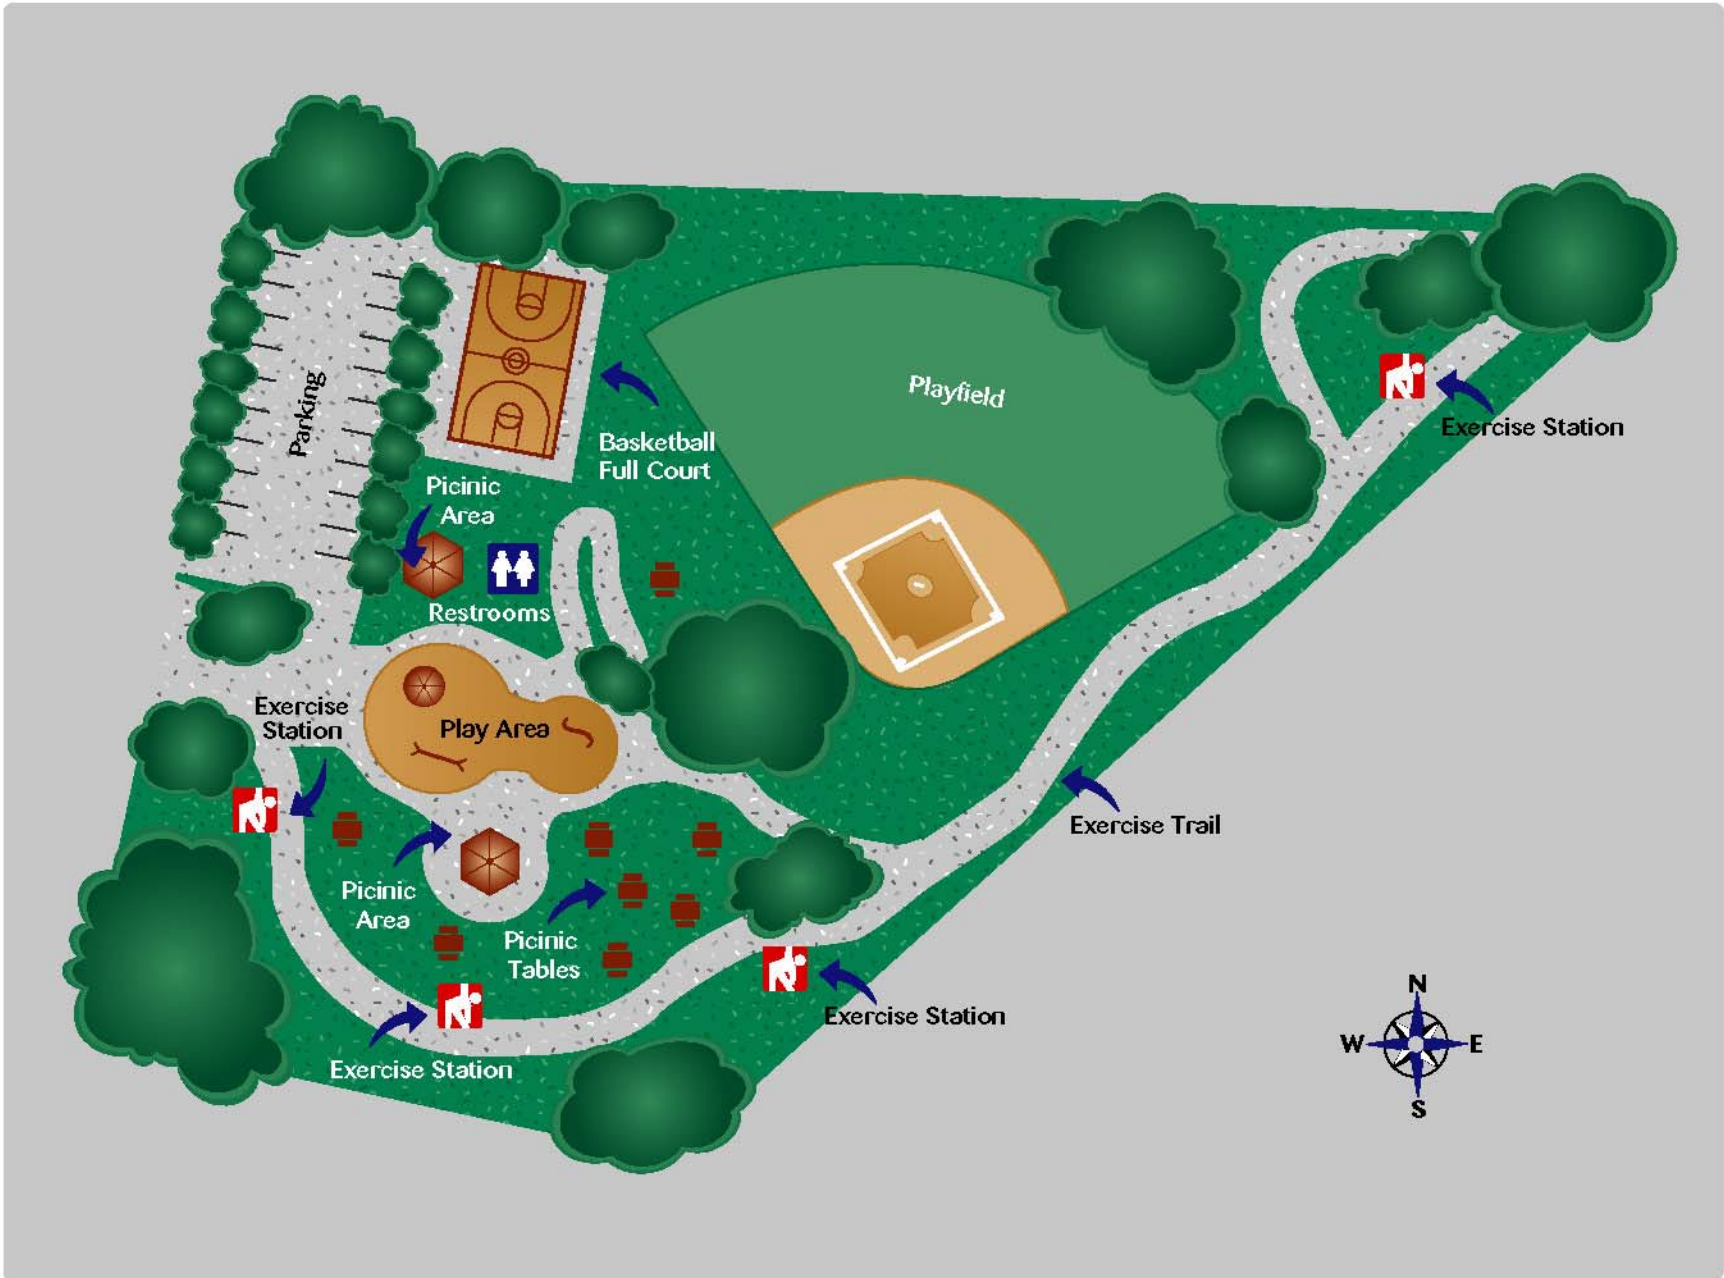 Parking
Playfield
Basketball
Full Court
Exercise Station
Picinic
Area
Restrooms
Exercise
Station
Play Area
Exercise Trail
Picinic
Area
Picinic
Tables
Exercise Station
Exercise Station
N
W
E
S